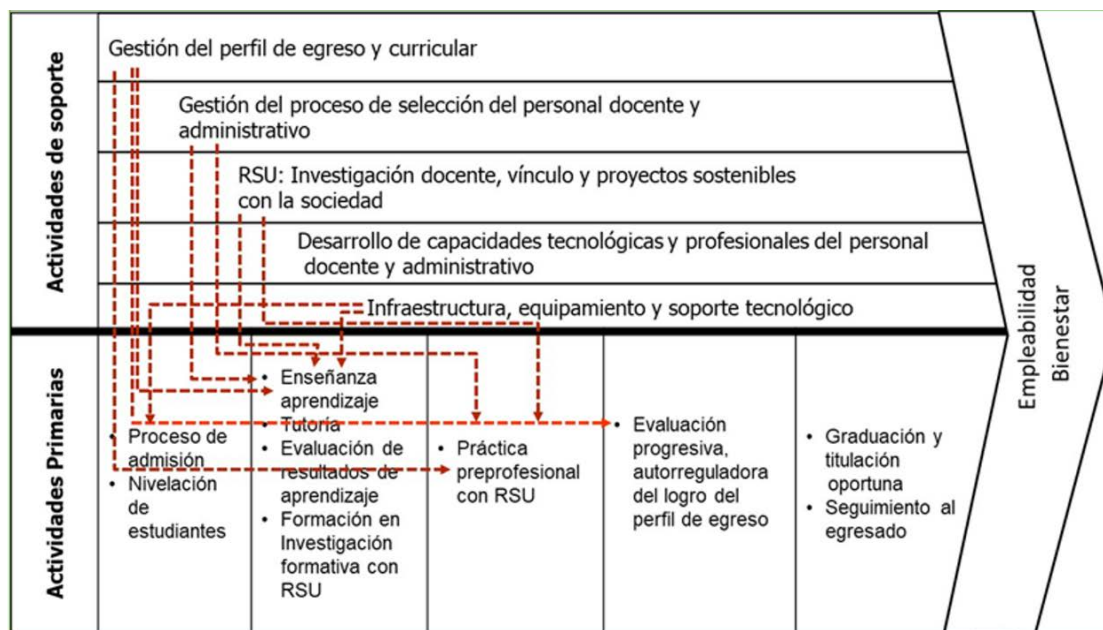 Actividades de soporte
Gestión del perfil de egreso y curricular
Gestión del proceso de selección del personal docente y
administrativo
RSU: Investigación docente, vínculo y proyectos sostenibles
con la sociedad
Desarrollo de capacidades tecnológicas y profesionales del personal
docente y administrativo
Infraestructura, equipamiento y soporte tecnológico
Actividades Primarias
• Proceso de
admisión
• Nivelación
de
estudiantes
• Enseñanza
aprendizaje
• Tutoría
• Evaluación de
resultados de
aprendizaje
• Formación en
Investigación
formativa con
RSU
• Práctica
preprofesional
con RSU
• Evaluación
progresiva,
autorreguladora
del logro del
perfil de egreso
• Graduación y
titulación
oportuna
• Seguimiento al
egresado
Empleabilidad
Bienestar